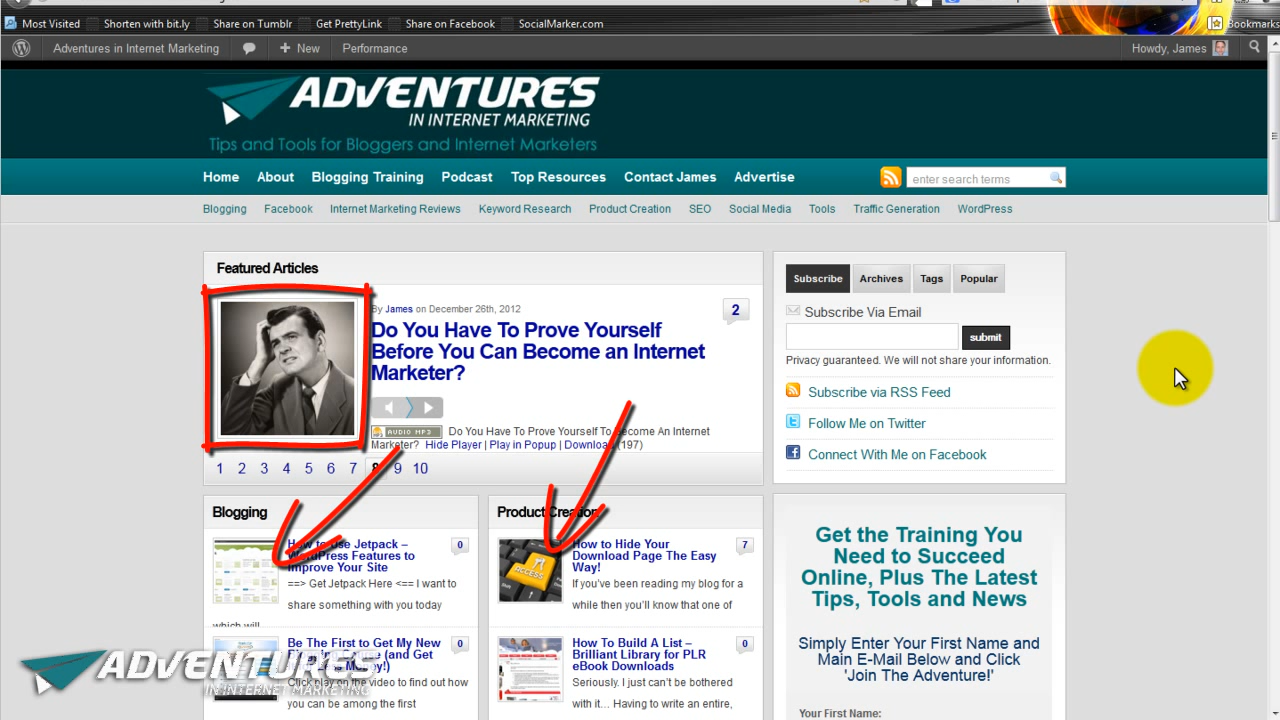 Most Visited Shorten with bit.ly Share on Tumblr Get PrettyLink Share on Facebook SocialMarker.com Bookmarks
Adventures in Internet Marketing + New Performance Howdy, James
ADVENTURES
IN INTERNET MARKETING
Tips and Tools for Bloggers and Internet Marketers
Home About Blogging Training Podcast Top Resources Contact James Advertise enter search terms
Blogging Facebook Internet Marketing Reviews Keyword Research Product Creation SEO Social Media Tools Traffic Generation WordPress
Featured Articles
By James on December 26th, 2012 2
Do You Have To Prove Yourself
Before You Can Become an Internet
Marketer?
AUDIO MP3 Do You Have To Prove Yourself To Become An Internet
Marketer? Hide Player | Play in Popup | Download (197)
1 2 3 4 5 6 7 8 9 10
Subscribe Archives Tags Popular
Subscribe Via Email
submit
Privacy guaranteed. We will not share your information.
Subscribe via RSS Feed
Follow Me on Twitter
Connect With Me on Facebook
Blogging
How to Use Jetpack – 0
WordPress Features to
Improve Your Site
==> Get Jetpack Here <== I want to
share something with you today
which will
Be The First to Get My New 0
(and Get
Click play on the video to find out how
you can be among the first
Product Creation
ACCESS
Shift
How to Hide Your 7
Download Page The Easy
Way!
If you've been reading my blog for a
while then you'll know that one of
How To Build A List – 0
Brilliant Library for PLR
eBook Downloads
Seriously. I just can't be bothered
with it… Having to write an entire,
Get the Training You
Need to Succeed
Online, Plus The Latest
Tips, Tools and News
Simply Enter Your First Name and
Main E-Mail Below and Click
'Join The Adventure!'
Your First Name:
ADVENTURES
IN INTERNET MARKETING